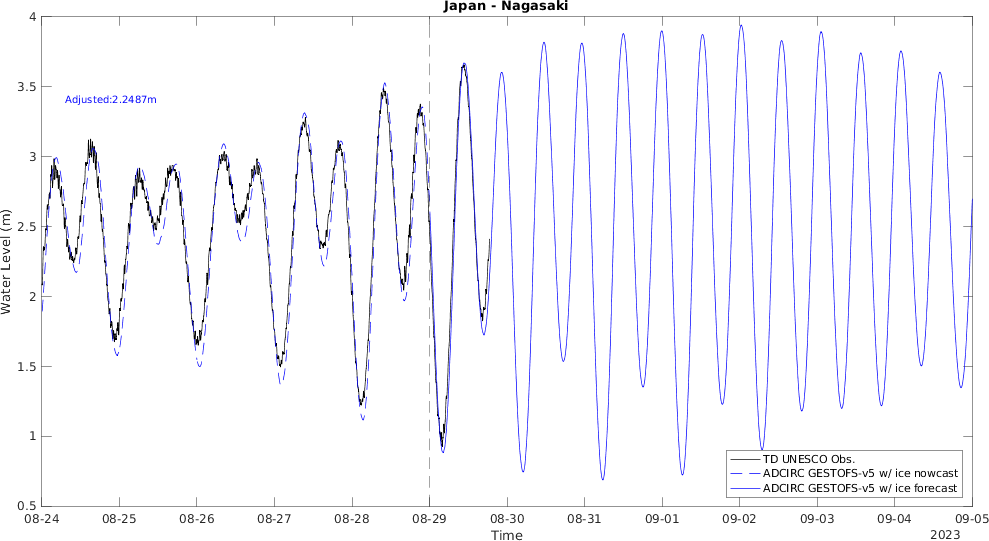 Japan - Nagasaki
4
3.5
3
2.5
2
1.5
1
0.5
Water Level (m)
Adjusted:2.2487m
TD UNESCO Obs.
ADCIRC GESTOFS-v5 w/ ice nowcast
ADCIRC GESTOFS-v5 w/ ice forecast
08-24 08-25 08-26 08-27 08-28 08-29 08-30 08-31 09-01 09-02 09-03 09-04 09-05
Time
2023